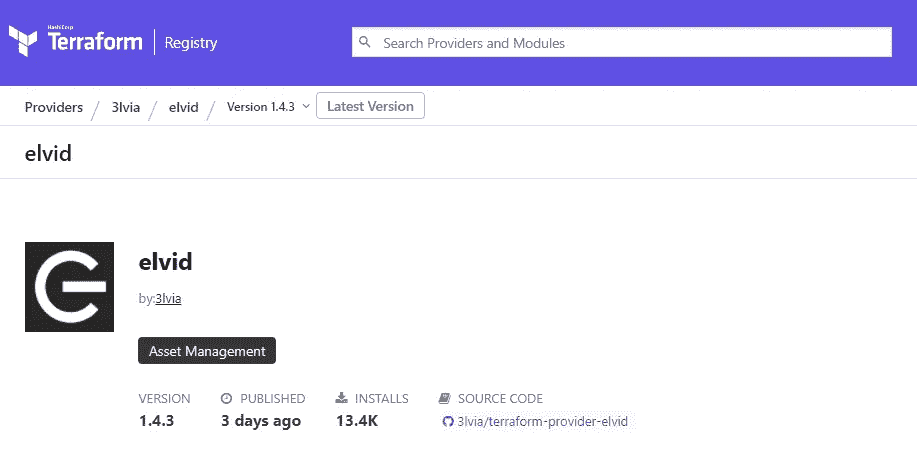 HashiCorp
Terraform Registry
Search Providers and Modules
Providers / 3lvia / elvid / Version 1.4.3 Latest Version
elvid
elvid
by:3lvia
Asset Management
VERSION PUBLISHED INSTALLS SOURCE CODE
1.4.3 3 days ago 13.4K 3lvia/terraform-provider-elvid